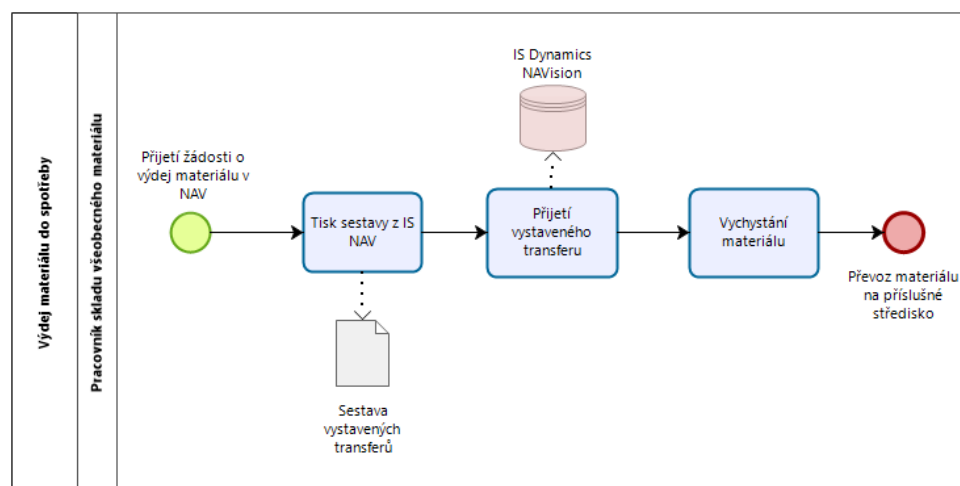 Výdej materiálu do spotřeby
Pracovník skladu všeobecného materiálu
Přijetí žádosti o
výdej materiálu v
NAV
Tisk sestavy z IS
NAV
Sestava
vystavených
transferů
IS Dynamics
NAVision
Přijetí
vystaveného
transferu
Vychystání
materiálu
Převoz materiálu
na příslušné
středisko